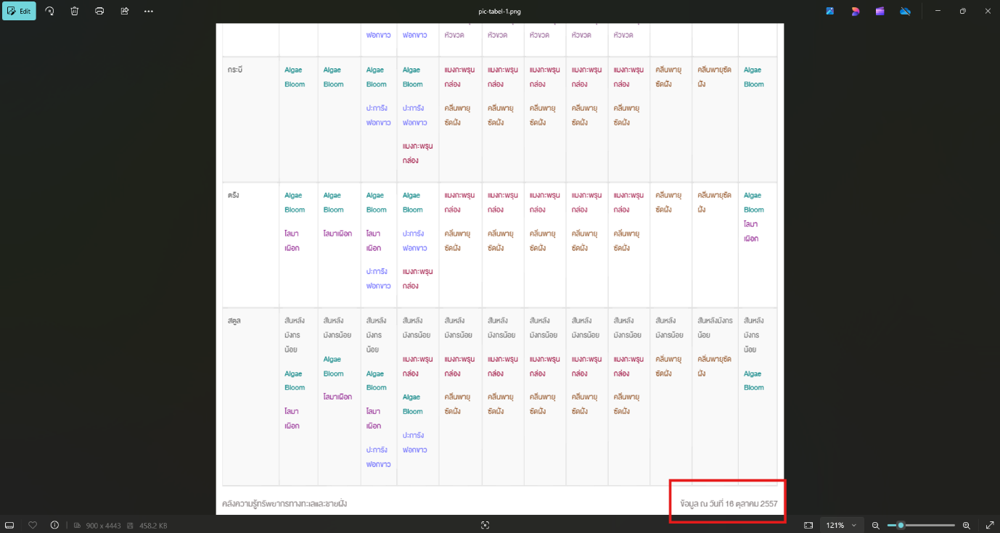 Edit
pic-tabel-1.png
ฟอกขาว ฟอกขาว หัวขวด หัวขวด หัวขวด หัวขวด หัวขวด
กระบี่ Algae Algae Algae Algae แมงกะพรุน แมงกะพรุน แมงกะพรุน แมงกะพรุน แมงกะพรุน คลื่นพายุ คลื่นพายุซัด Algae
Bloom Bloom Bloom Bloom กล่อง กล่อง กล่อง กล่อง กล่อง ซัดฝั่ง ฝั่ง Bloom
ปะการัง ปะการัง คลื่นพายุ คลื่นพายุ คลื่นพายุ คลื่นพายุ คลื่นพายุ
ฟอกขาว ฟอกขาว ซัดฝั่ง ซัดฝั่ง ซัดฝั่ง ซัดฝั่ง ซัดฝั่ง
แมงกะพรุน
กล่อง
ตรัง Algae Algae Algae Algae แมงกะพรุน แมงกะพรุน แมงกะพรุน แมงกะพรุน แมงกะพรุน คลื่นพายุ คลื่นพายุซัด Algae
Bloom Bloom Bloom Bloom กล่อง กล่อง กล่อง กล่อง กล่อง ซัดฝั่ง ฝั่ง Bloom
โลมา
โลมา โลมาเผือก โลมา ปะการัง คลื่นพายุ คลื่นพายุ คลื่นพายุ คลื่นพายุ คลื่นพายุ เผือก
เผือก เผือก ฟอกขาว ซัดฝั่ง ซัดฝั่ง ซัดฝั่ง ซัดฝั่ง ซัดฝั่ง
ปะการัง แมงกะพรุน
ฟอกขาว กล่อง
สตูล สันหลัง สันหลัง สันหลัง สันหลัง สันหลัง สันหลัง สันหลัง สันหลัง สันหลัง สันหลัง สันหลังมังกร สันหลัง
มังกร มังกรน้อย มังกร มังกรน้อย มังกรน้อย มังกรน้อย มังกรน้อย มังกรน้อย มังกรน้อย มังกรน้อย น้อย มังกร
น้อย น้อย น้อย
Algae แมงกะพรุน แมงกะพรุน แมงกะพรุน แมงกะพรุน แมงกะพรุน แมงกะพรุน คลื่นพายุ คลื่นพายุซัด
Algae Bloom Algae กล่อง กล่อง กล่อง กล่อง กล่อง กล่อง ซัดฝั่ง ฝั่ง Algae
Bloom Bloom Bloom
โลมาเผือก Algae คลื่นพายุ คลื่นพายุ คลื่นพายุ คลื่นพายุ คลื่นพายุ
โลมา โลมา Bloom ซัดฝั่ง ซัดฝั่ง ซัดฝั่ง ซัดฝั่ง ซัดฝั่ง
เผือก เผือก
ปะการัง
ปะการัง ฟอกขาว
ฟอกขาว
คลังความรู้ทรัพยากรทางทะเลและชายฝั่ง ข้อมูล ณ วันที่ 16 ตุลาคม 2557
900 x 4443 458.2 KB 121%